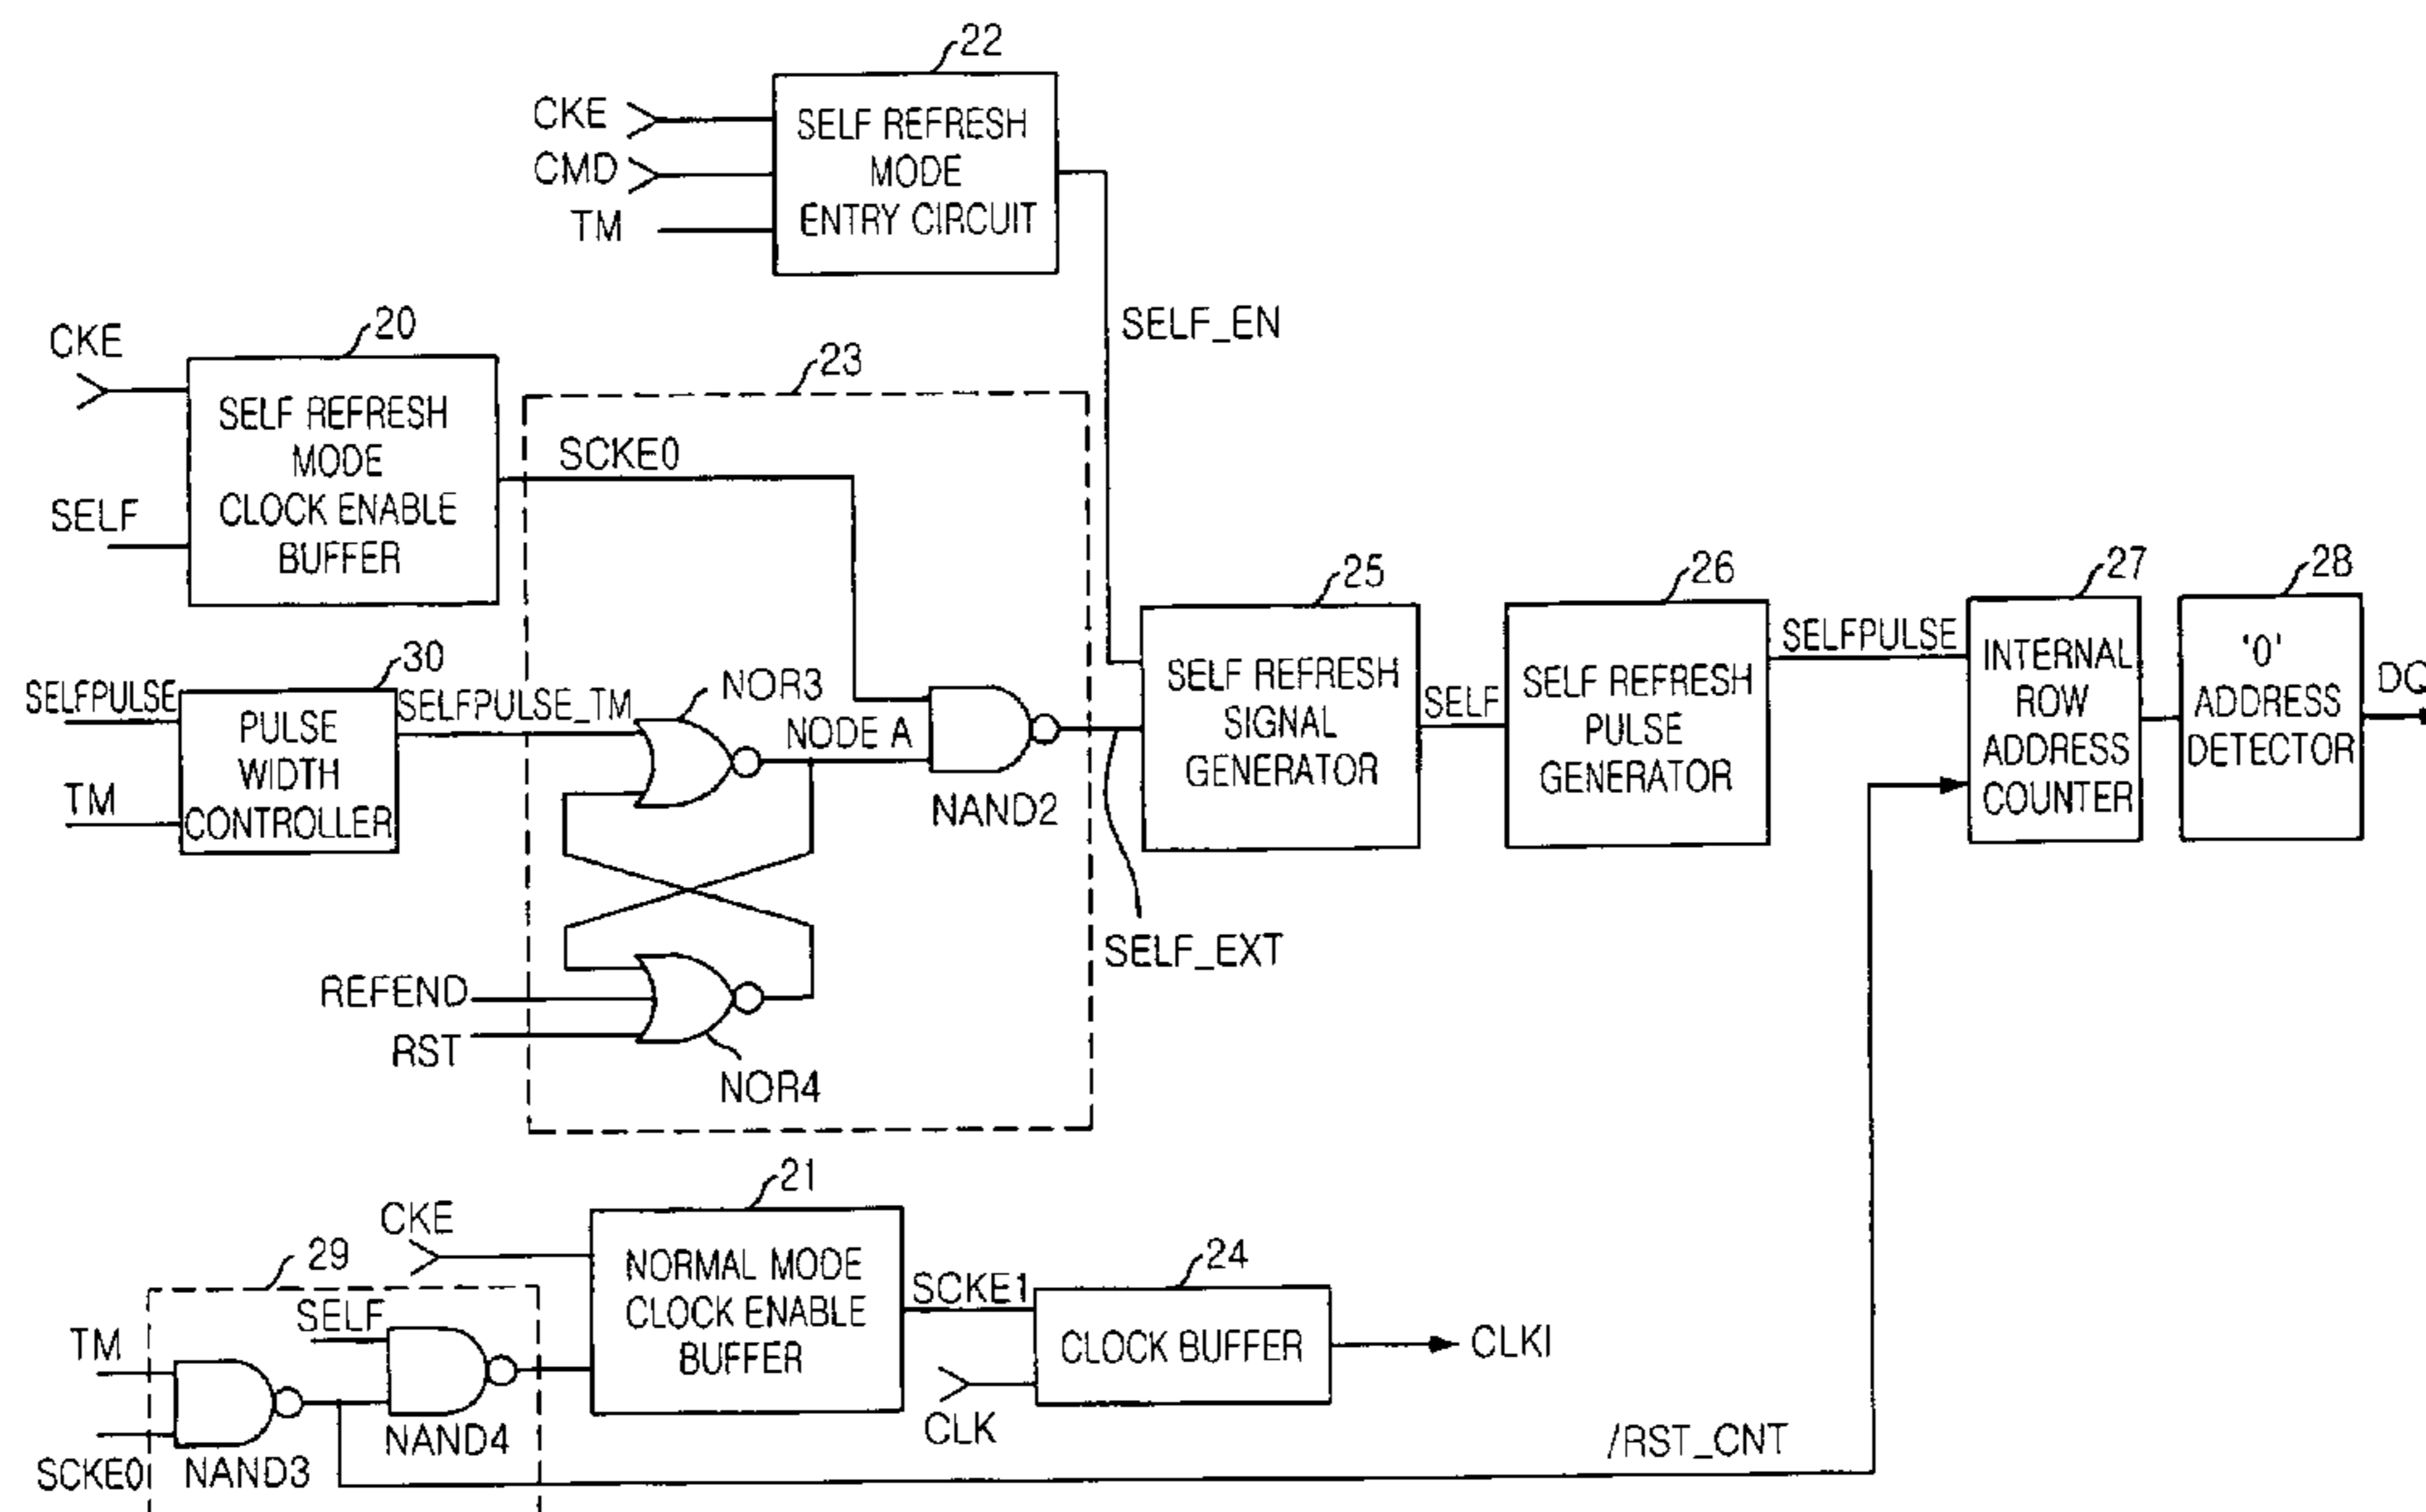 22
CKE
CMD
TM
SELF REFRESH
MODE
ENTRY CIRCUIT
SELF_EN
CKE
20
SELF REFRESH
MODE
CLOCK ENABLE
BUFFER
SELF
23
SCKE0
SELFPULSE
TM
30
PULSE
WIDTH
CONTROLLER
SELFPULSE_TM
NOR3
NODE A
NAND2
REFEND
RST
NOR4
SELF_EXT
25
SELF REFRESH
SIGNAL
GENERATOR
SELF
26
SELF REFRESH
PULSE
GENERATOR
SELFPULSE
27
INTERNAL
ROW
ADDRESS
COUNTER
28
'0'
ADDRESS
DETECTOR
DQ
29
TM
SCKE0
NAND3
SELF
NAND4
CKE
21
NORMAL MODE
CLOCK ENABLE
BUFFER
SCKE1
24
CLOCK BUFFER
CLK
CLKI
/RST_CNT